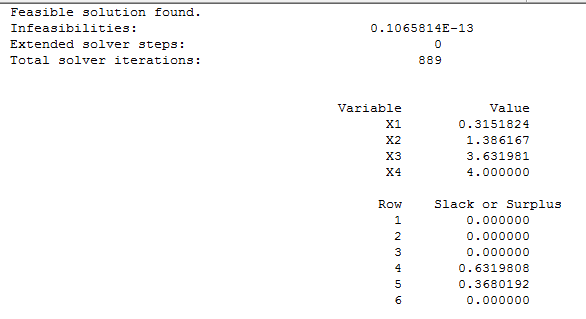 Feasible solution found.
Infeasibilities: 0.1065814E-13
Extended solver steps: 0
Total solver iterations: 889
Variable Value
X1 0.3151824
X2 1.386167
X3 3.631981
X4 4.000000
Row Slack or Surplus
1 0.000000
2 0.000000
3 0.000000
4 0.6319808
5 0.3680192
6 0.000000